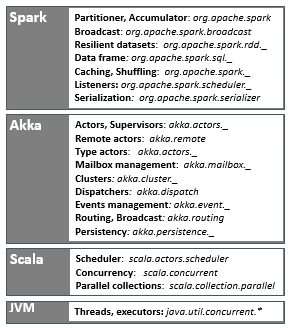 Spark
Partitioner, Accumulator: org.apache.spark
Broadcast: org.apache.spark.broadcast
Resilient datasets: org.apache.spark.rdd._
Data frame: org.apache.spark.sql._
Caching, Shuffling: org.apache.spark._
Listeners: org.apache.spark.scheduler._
Serialization: org.apache.spark.serializer
Akka
Actors, Supervisors: akka.actors._
Remote actors: akka.remote
Type actors: akka.actors._
Mailbox management: akka.mailbox._
Clusters: akka.cluster._
Dispatchers: akka.dispatch
Events management: akka.event._
Routing, Broadcast: akka.routing
Persistency: akka.persistence._
Scala
Scheduler: scala.actors.scheduler
Concurrency: scala.concurrent
Parallel collections: scala.collection.parallel
JVM
Threads, executors: java.util.concurrent.*